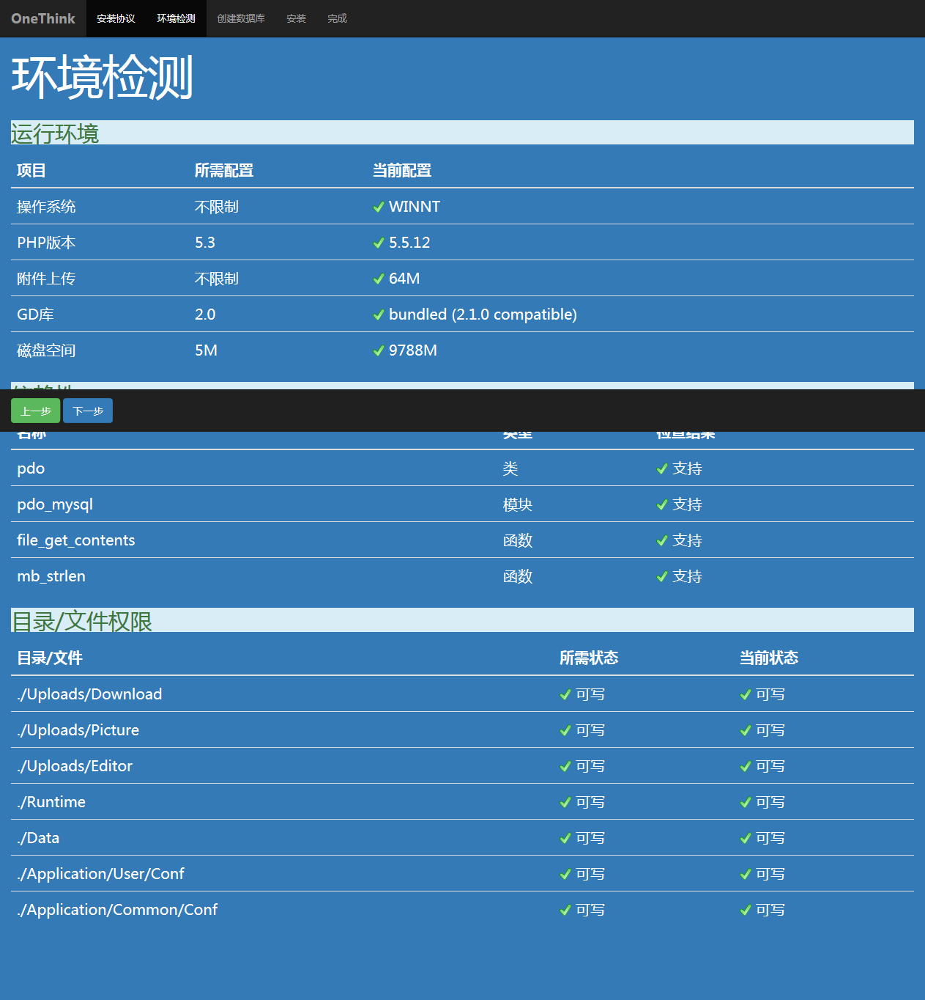 OneThink 安装协议 环境检测 创建数据库 安装 完成
环境检测
运行环境
项目 所需配置 当前配置
操作系统 不限制 WINNT
PHP版本 5.3 5.5.12
附件上传 不限制 64M
GD库 2.0 bundled (2.1.0 compatible)
磁盘空间 5M 9788M
上一步 下一步
名称 类型 检查结果
pdo 类 支持
pdo_mysql 模块 支持
file_get_contents 函数 支持
mb_strlen 函数 支持
目录/文件权限
目录/文件 所需状态 当前状态
./Uploads/Download 可写 可写
./Uploads/Picture 可写 可写
./Uploads/Editor 可写 可写
./Runtime 可写 可写
./Data 可写 可写
./Application/User/Conf 可写 可写
./Application/Common/Conf 可写 可写